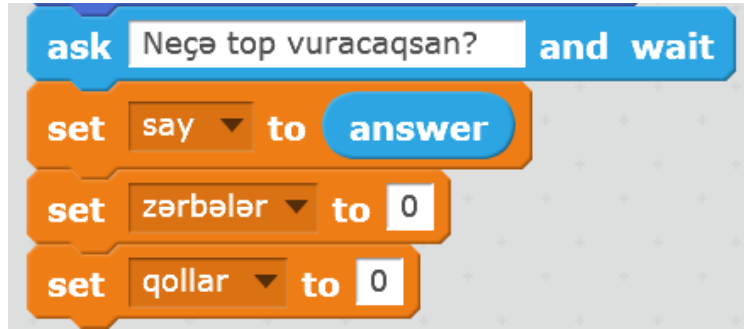 ask Neçə top vuracaqsan? and wait
set say to answer
set zərbələr to 0
set qollar to 0